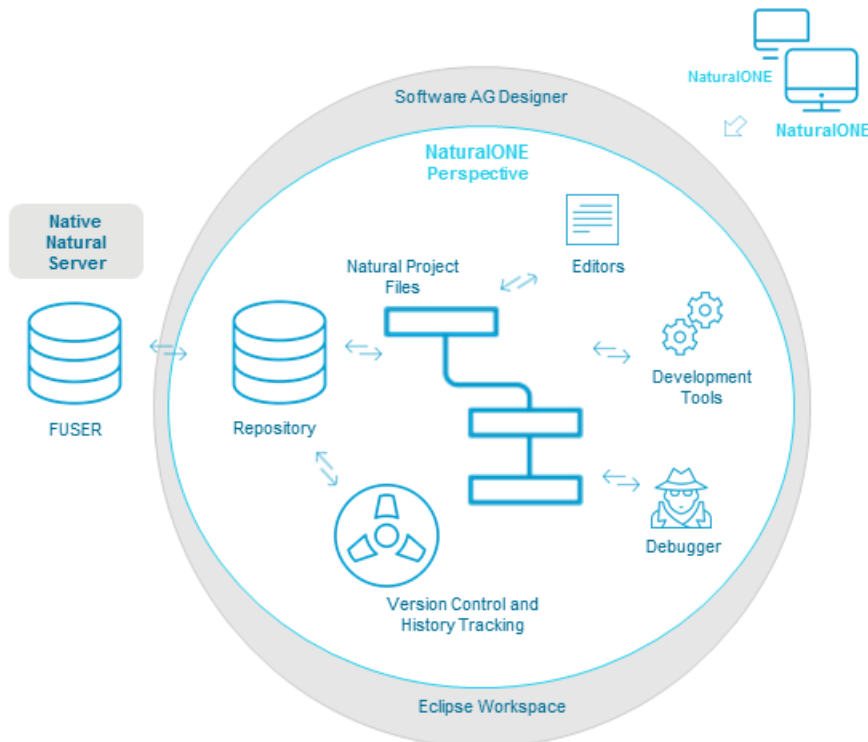 NaturalONE
NaturalONE
Software AG Designer
NaturalONE
Perspective
Native
Natural
Server
Natural Project
Files
Editors
Development
Tools
FUSER
Repository
Debugger
Version Control and
History Tracking
Eclipse Workspace